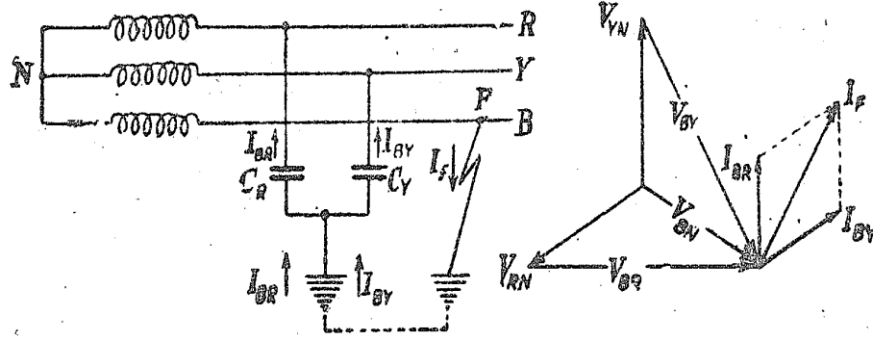 R
N
Y
F
B
I_BR
I_BY
I_f
C_R
C_Y
I_BR
I_BY
V_YN
V_BY
I_F
I_BR
V_BN
I_BY
V_RN
V_BR